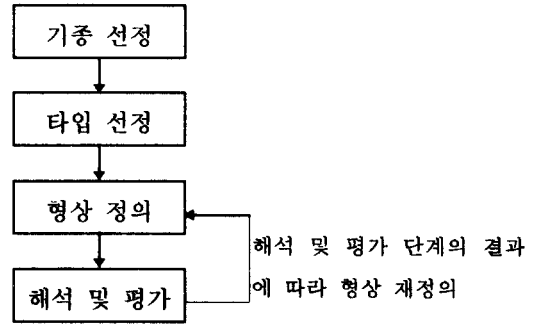 기종 선정
타입 선정
형상 정의
해석 및 평가
해석 및 평가 단계의 결과
에 따라 형상 재정의